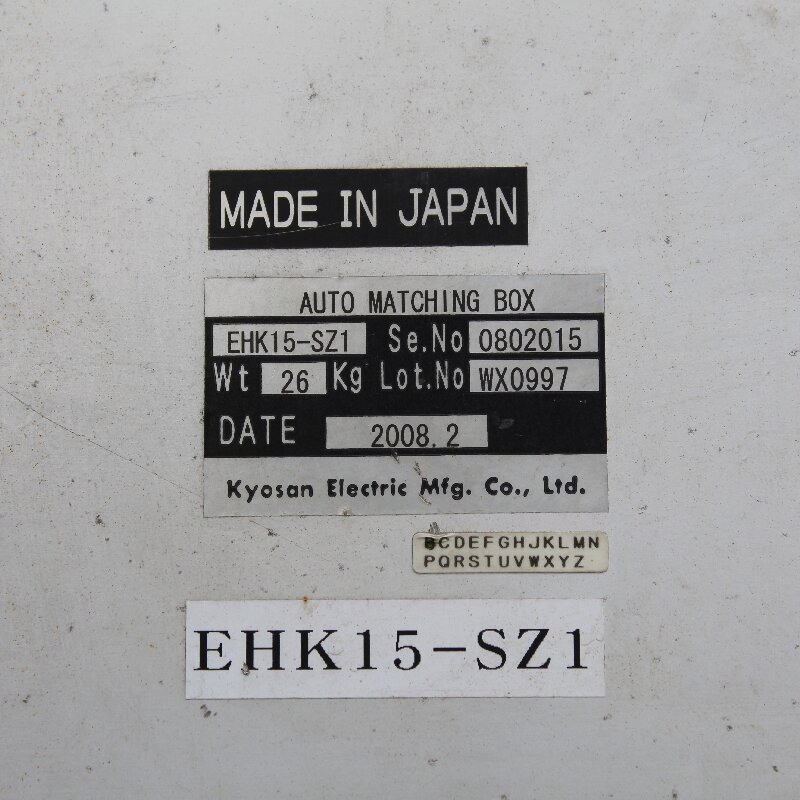 MADE IN JAPAN
AUTO MATCHING BOX
EHK15-SZ1 Se.No 0802015
Wt 26 Kg Lot.No WX0997
DATE 2008.2
Kyosan Electric Mfg. Co., Ltd.
BCDEFGHJKLMN
PQRSTUVWXYZ
EHK15-SZ1